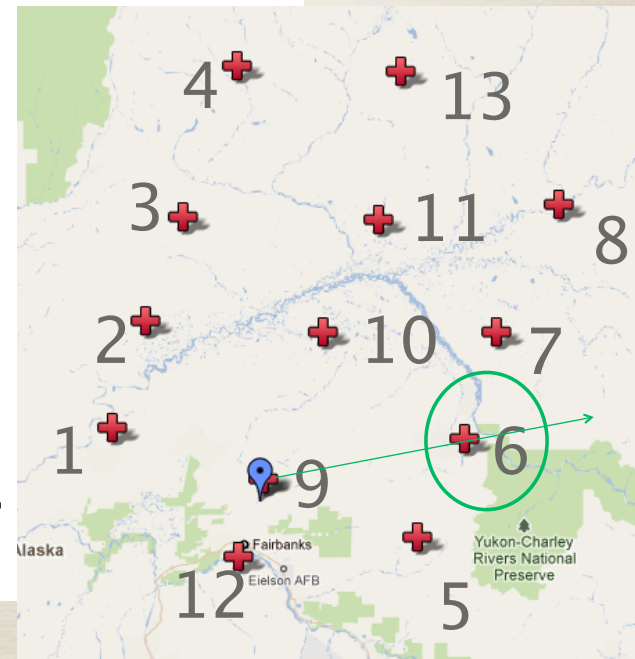 4
13
3
11
8
2
10
7
1
6
9
Fairbanks
Yukon-Charley
Rivers National
Preserve
Alaska
12
Eielson AFB
5